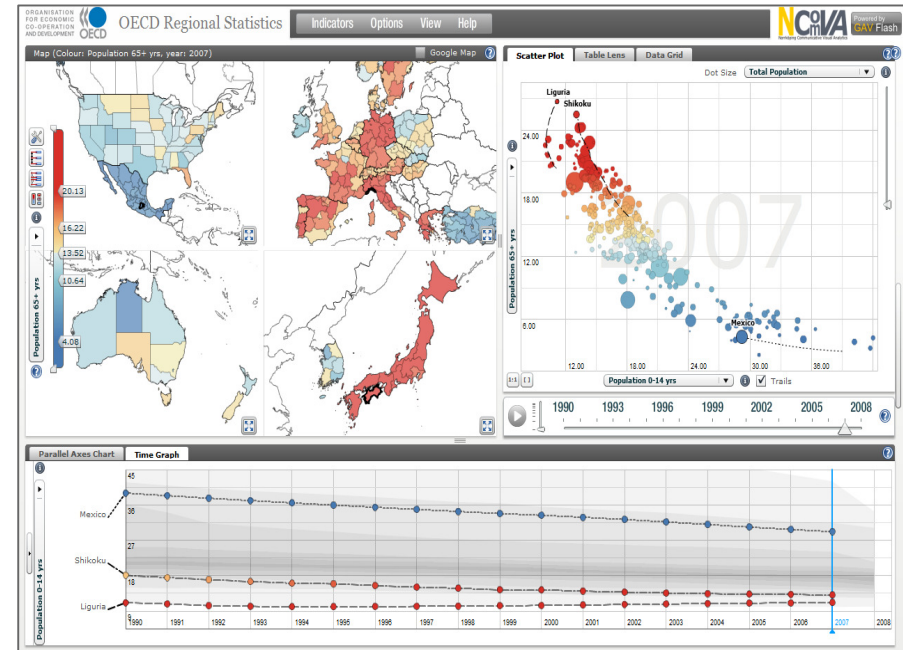 ORGANISATION
FOR ECONOMIC
CO-OPERATION
AND DEVELOPMENT
OECD
OECD Regional Statistics
Indicators Options View Help
NCOMVA
Powered by
GAV Flash
Map (Colour: Population 65+ yrs, year: 2007)
Google Map
20.13
16.22
13.52
10.64
4.08
Population 65+ yrs
Scatter Plot Table Lens Data Grid
Dot Size Total Population
Liguria
Shikoku
24.00
18.00
12.00
6.00
2007
Mexico
Population 65+ yrs
12.00 18.00 24.00 30.00 36.00
1:1 [ ] Population 0-14 yrs Trails
1990 1993 1996 1999 2002 2005 2008
Parallel Axes Chart Time Graph
45
36
27
18
9
Mexico
Shikoku
Liguria
Population 0-14 yrs
1990 1991 1992 1993 1994 1995 1996 1997 1998 1999 2000 2001 2002 2003 2004 2005 2006 2007 2008